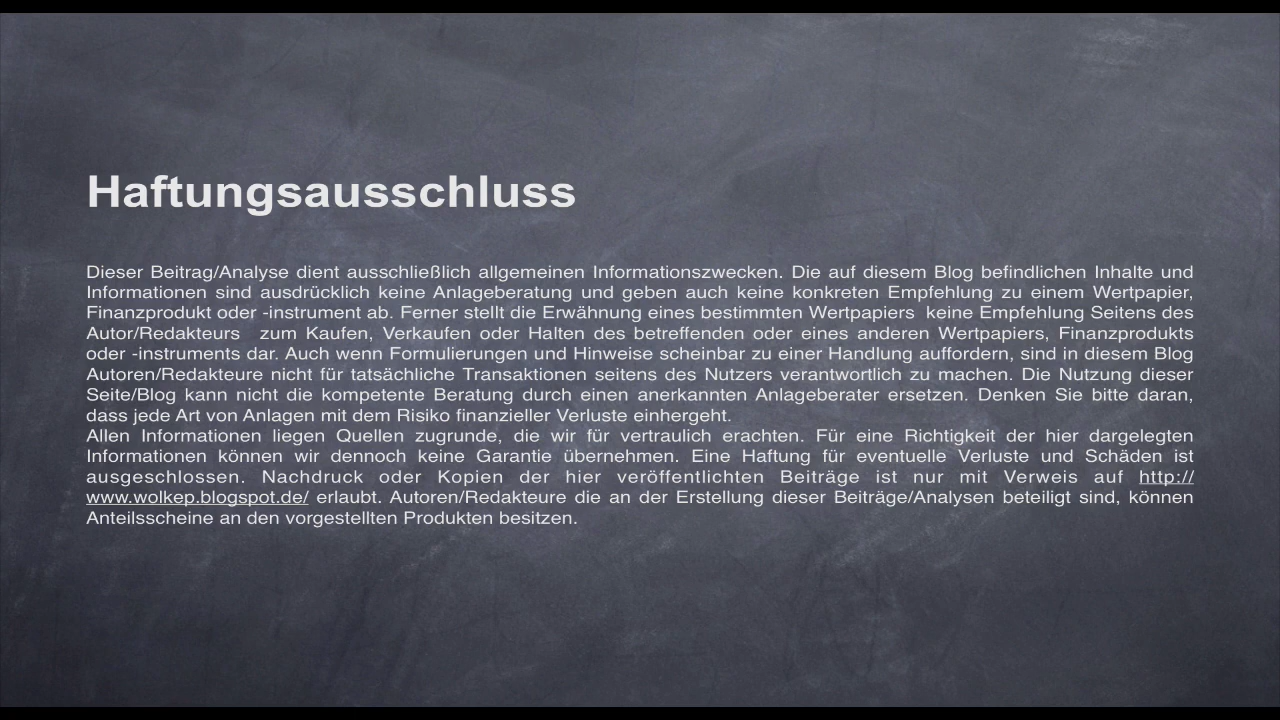 Haftungsausschluss
Dieser Beitrag/Analyse dient ausschließlich allgemeinen Informationszwecken. Die auf diesem Blog befindlichen Inhalte und
Informationen sind ausdrücklich keine Anlageberatung und geben auch keine konkreten Empfehlung zu einem Wertpapier,
Finanzprodukt oder -instrument ab. Ferner stellt die Erwähnung eines bestimmten Wertpapiers  keine Empfehlung Seitens des
Autor/Redakteurs  zum Kaufen, Verkaufen oder Halten des betreffenden oder eines anderen Wertpapiers, Finanzprodukts
oder -instruments dar. Auch wenn Formulierungen und Hinweise scheinbar zu einer Handlung auffordern, sind in diesem Blog
Autoren/Redakteure nicht für tatsächliche Transaktionen seitens des Nutzers verantwortlich zu machen. Die Nutzung dieser
Seite/Blog kann nicht die kompetente Beratung durch einen anerkannten Anlageberater ersetzen. Denken Sie bitte daran,
dass jede Art von Anlagen mit dem Risiko finanzieller Verluste einhergeht.
Allen Informationen liegen Quellen zugrunde, die wir für vertraulich erachten. Für eine Richtigkeit der hier dargelegten
Informationen können wir dennoch keine Garantie übernehmen. Eine Haftung für eventuelle Verluste und Schäden ist
ausgeschlossen. Nachdruck oder Kopien der hier veröffentlichten Beiträge ist nur mit Verweis auf http://
www.wolkep.blogspot.de/ erlaubt. Autoren/Redakteure die an der Erstellung dieser Beiträge/Analysen beteiligt sind, können
Anteilsscheine an den vorgestellten Produkten besitzen.